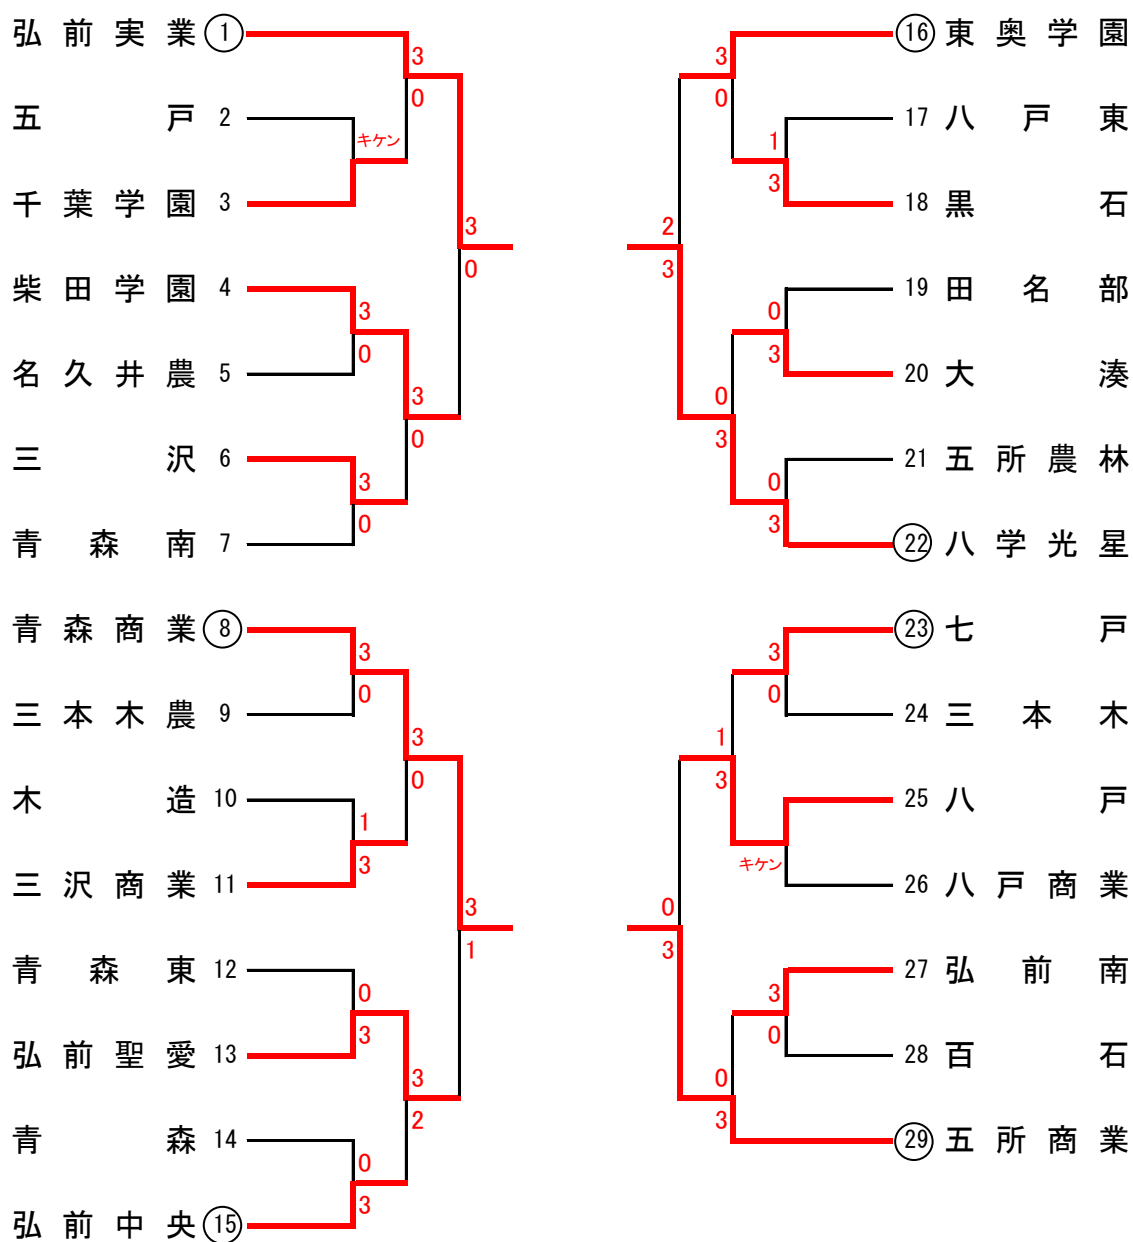 弘前実業 1
3
0
五戸 2
キケン
千葉学園 3
3
0
柴田学園 4
3
0
名久井農 5
3
0
三沢 6
3
0
青森南 7
青森商業 8
3
0
三本木農 9
3
0
木造 10
1
3
三沢商業 11
3
1
青森東 12
0
3
弘前聖愛 13
3
2
青森 14
0
3
弘前中央 15
16 東奥学園
3
0
17 八戸東
1
3
18 黒石
2
3
19 田名部
0
3
20 大湊
0
3
21 五所農林
0
3
22 八学光星
23 七戸
3
0
24 三本木
1
3
25 八戸
キケン
26 八戸商業
0
3
27 弘前南
3
0
28 百石
0
3
29 五所商業